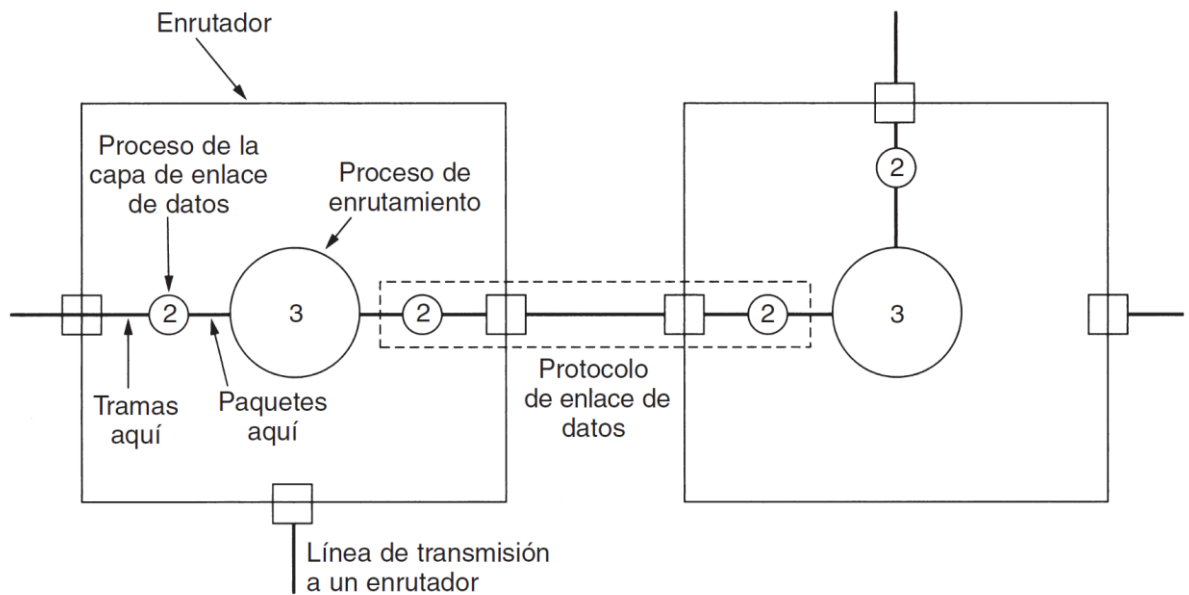 Enrutador
Proceso de la
capa de enlace
de datos
Proceso de
enrutamiento
2
2
3
2
2
3
Tramas
aquí
Paquetes
aquí
Protocolo
de enlace de
datos
Línea de transmisión
a un enrutador